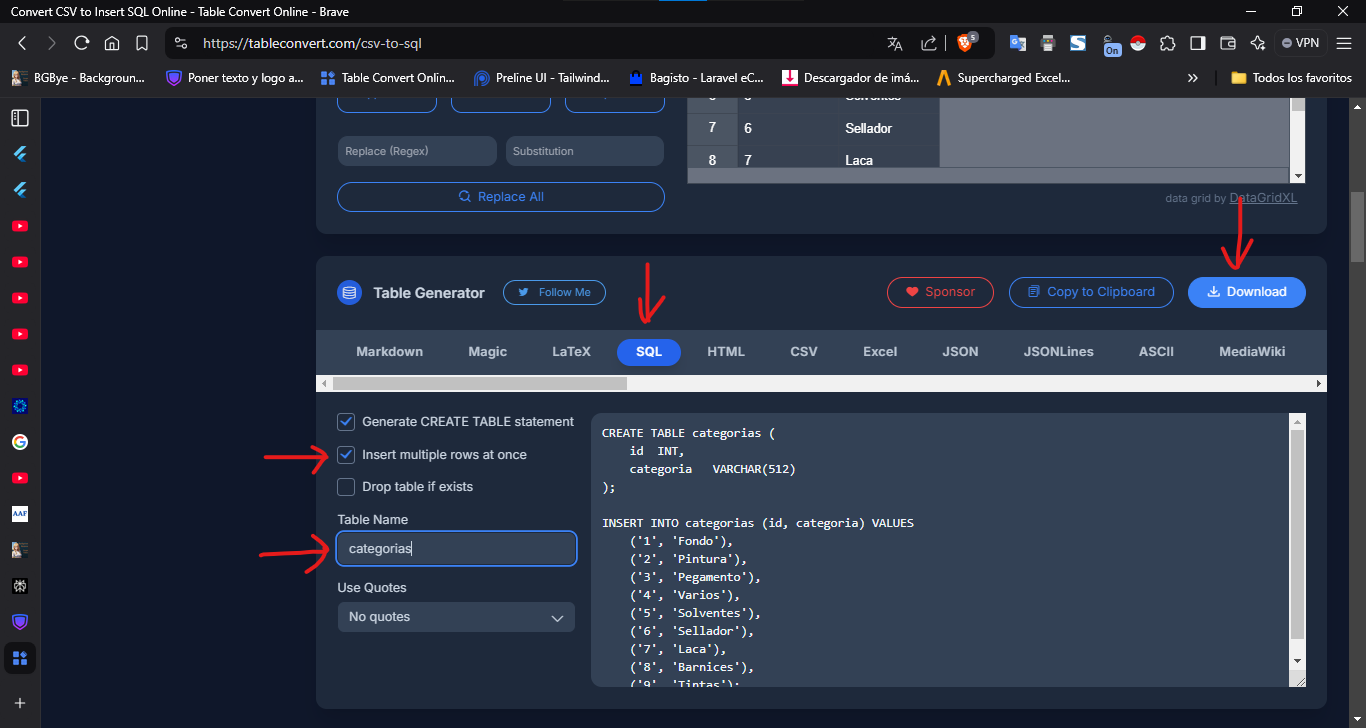 Convert CSV to Insert SQL Online - Table Convert Online - Brave
https://tableconvert.com/csv-to-sql
5
On
VPN
BGBye - Backgroun...
Poner texto y logo a...
Table Convert Onlin...
Preline UI - Tailwind...
Bagisto - Laravel eC...
Descargador de imá...
Supercharged Excel...
»
Todos los favoritos
Solventes
7 6 Sellador
8 7 Laca
Replace (Regex)
Substitution
Replace All
data grid by DataGridXL
Table Generator
Follow Me
Sponsor
Copy to Clipboard
Download
Markdown Magic LaTeX SQL HTML CSV Excel JSON JSONLines ASCII MediaWiki
Generate CREATE TABLE statement
Insert multiple rows at once
Drop table if exists
Table Name
categorias
Use Quotes
No quotes
CREATE TABLE categorias (
id INT,
categoria VARCHAR(512)
);
INSERT INTO categorias (id, categoria) VALUES
('1', 'Fondo'),
('2', 'Pintura'),
('3', 'Pegamento'),
('4', 'Varios'),
('5', 'Solventes'),
('6', 'Sellador'),
('7', 'Laca'),
('8', 'Barnices'),
('9', 'Tintas');
AAF